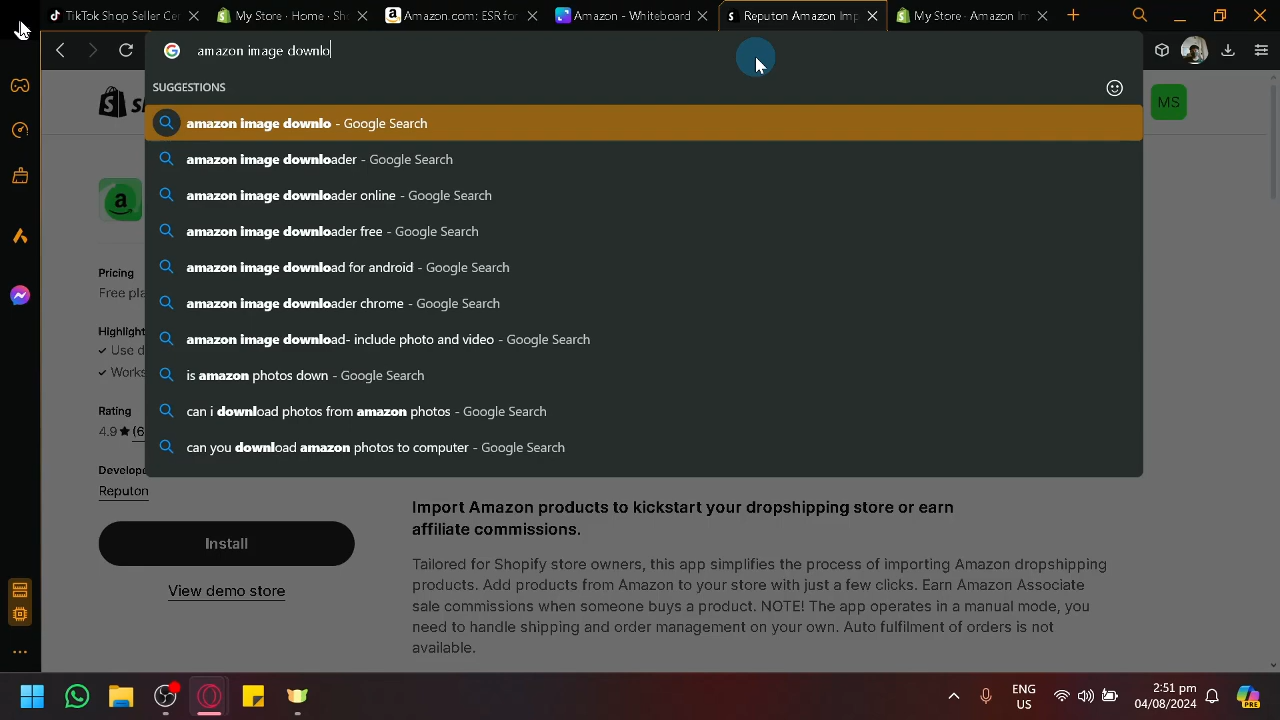 TikTok Shop Seller Ce
My Store · Home · Sh
Amazon.com: ESR fo
Amazon - Whiteboard
Reputon Amazon Imp
My Store · Amazon Im
amazon image downlo
SUGGESTIONS
amazon image downlo - Google Search
amazon image downloader - Google Search
amazon image downloader online - Google Search
amazon image downloader free - Google Search
amazon image download for android - Google Search
amazon image downloader chrome - Google Search
amazon image download- include photo and video - Google Search
is amazon photos down - Google Search
can i download photos from amazon photos - Google Search
can you download amazon photos to computer - Google Search
MS
Pricing
Free pla
Highlight
Use d
Works
Rating
4.9★(6
Develope
Reputon
Install
View demo store
Import Amazon products to kickstart your dropshipping store or earn
affiliate commissions.
Tailored for Shopify store owners, this app simplifies the process of importing Amazon dropshipping
products. Add products from Amazon to your store with just a few clicks. Earn Amazon Associate
sale commissions when someone buys a product. NOTE! The app operates in a manual mode, you
need to handle shipping and order management on your own. Auto fulfilment of orders is not
available.
ENG
US
2:51 pm
04/08/2024
PRE